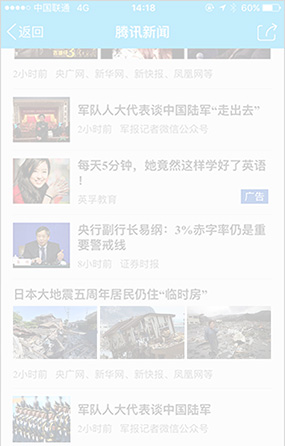 中国联通 4G 14:18 60%
返回 腾讯新闻
2小时前 央广网、新华网、新快报、凤凰网等
军队人大代表谈中国陆军“走出去”
2小时前 军报记者微信公众号
每天5分钟，她竟然这样学好了英语
！
英孚教育 广告
央行副行长易纲：3%赤字率仍是重
要警戒线
8小时前 证券时报
日本大地震五周年居民仍住“临时房”
2小时前 央广网、新华网、新快报、凤凰网等
军队人大代表谈中国陆军
2小时前 军报记者微信公众号